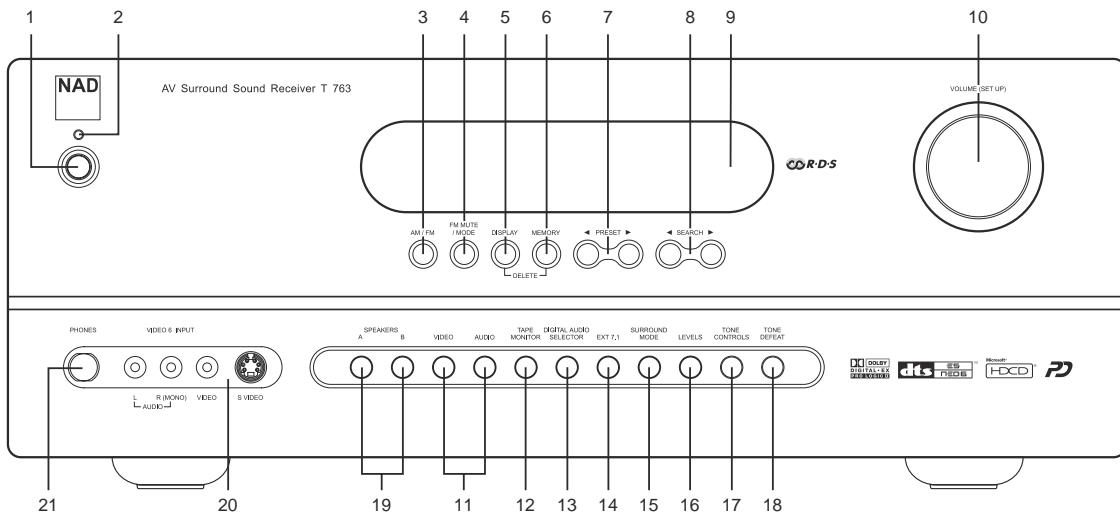 1 2 3 4 5 6 7 8 9 10
NAD
AV Surround Sound Receiver T 763
VOLUME (SET UP)
R·D·S
AM / FM
FM MUTE
/ MODE
DISPLAY
MEMORY
◄ PRESET ►
◄ SEARCH ►
DELETE
PHONES
VIDEO 6 INPUT
L
R (MONO)
AUDIO
VIDEO
S VIDEO
SPEAKERS
A B
VIDEO
AUDIO
TAPE
MONITOR
DIGITAL AUDIO
SELECTOR
EXT 7.1
SURROUND
MODE
LEVELS
TONE
CONTROLS
TONE
DEFEAT
DOLBY
DIGITAL·EX
PRO LOGIC II
dts
ES
NEO:6
™
Microsoft®
HDCD®
21 20 19 11 12 13 14 15 16 17 18